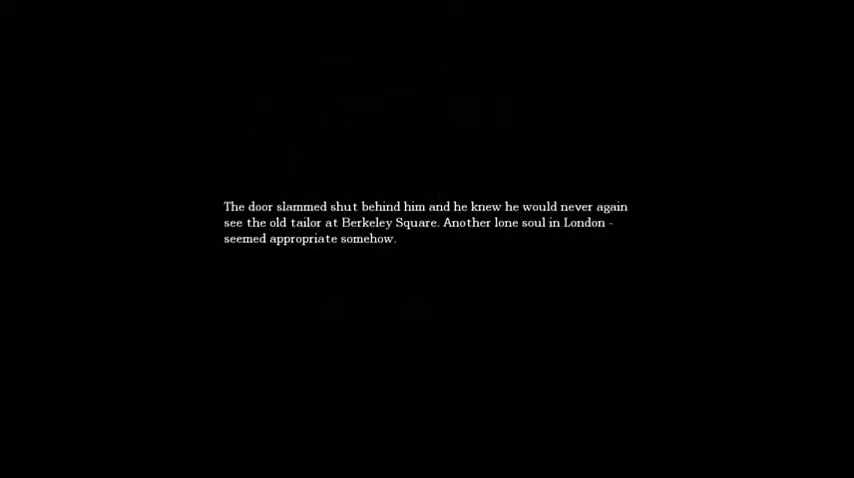 The door slammed shut behind him and he knew he would never again
see the old tailor at Berkeley Square. Another lone soul in London -
seemed appropriate somehow.